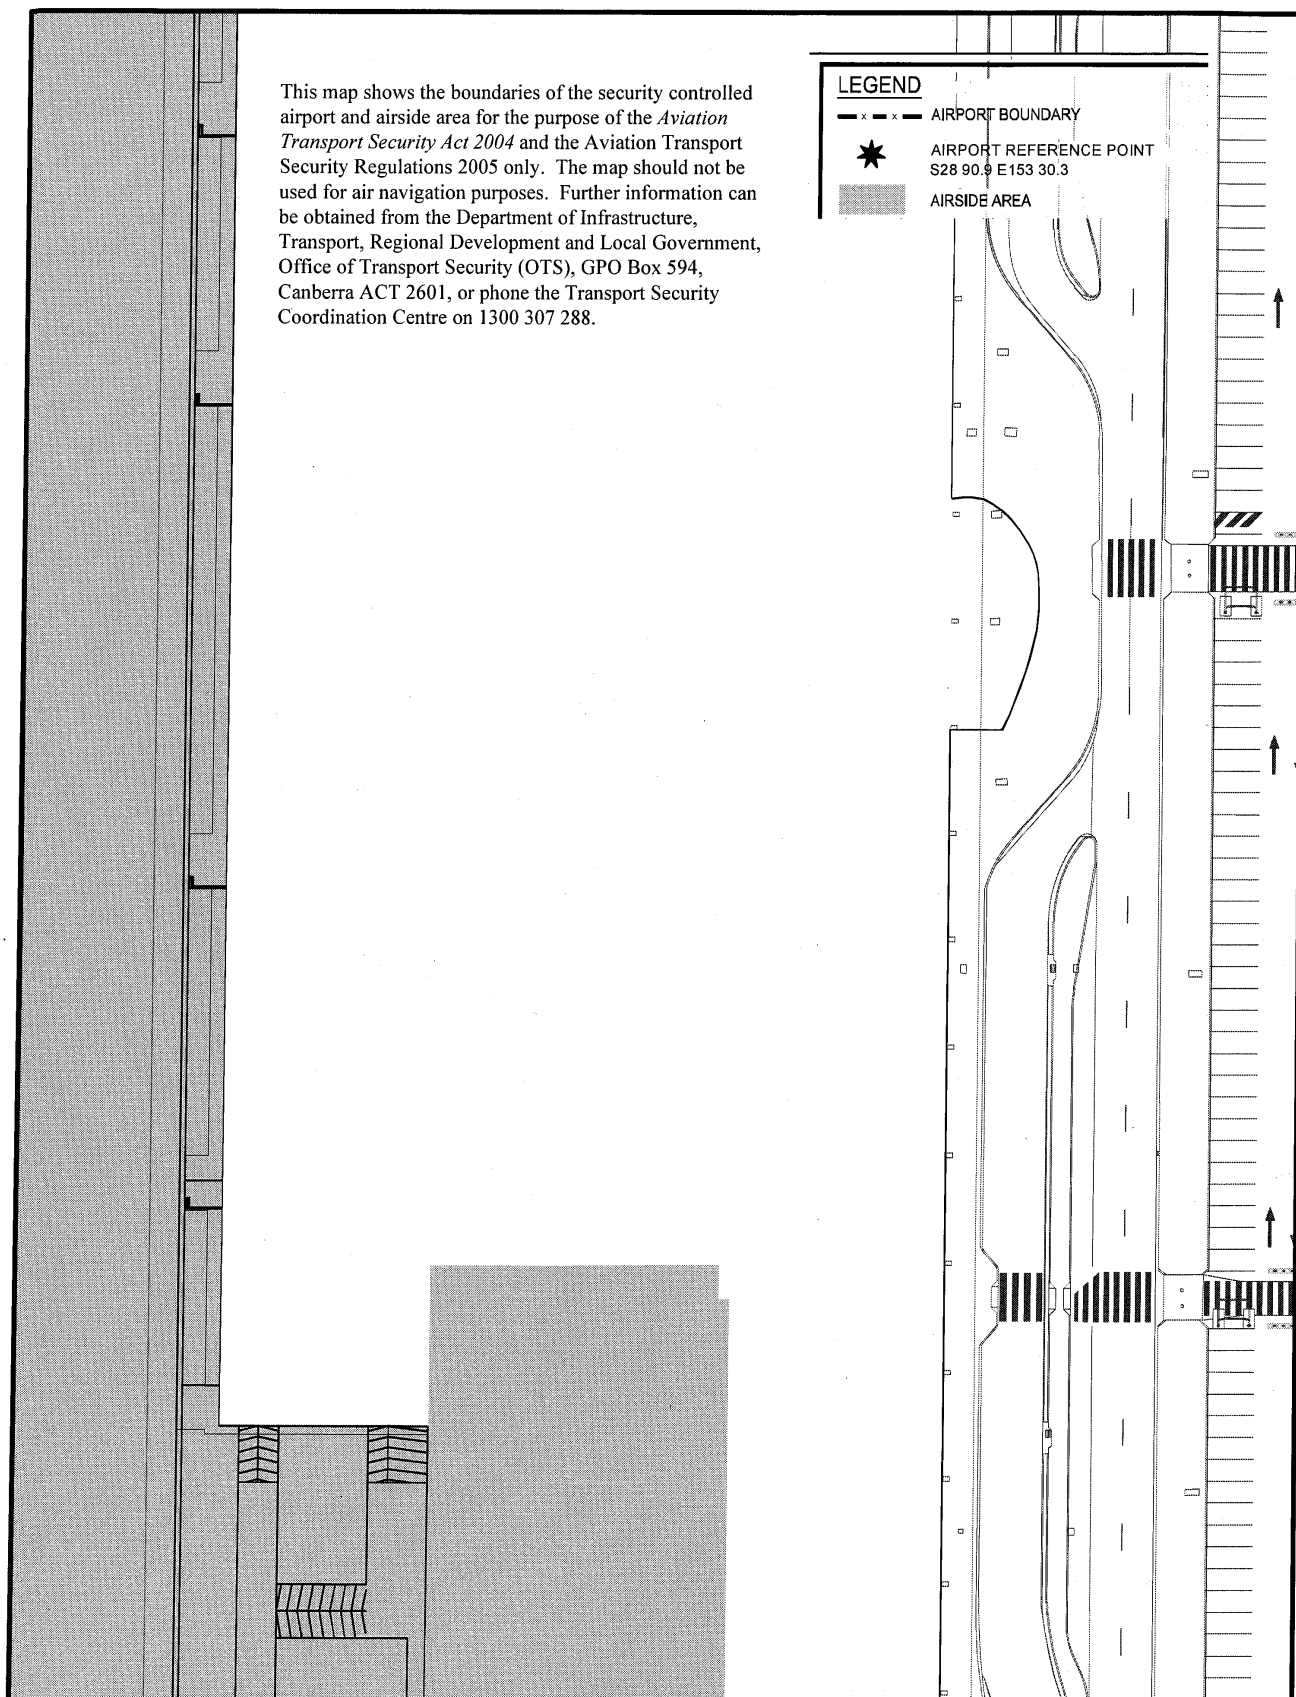 This map shows the boundaries of the security controlled
airport and airside area for the purpose of the Aviation
Transport Security Act 2004 and the Aviation Transport
Security Regulations 2005 only. The map should not be
used for air navigation purposes. Further information can
be obtained from the Department of Infrastructure,
Transport, Regional Development and Local Government,
Office of Transport Security (OTS), GPO Box 594,
Canberra ACT 2601, or phone the Transport Security
Coordination Centre on 1300 307 288.
LEGEND
AIRPORT BOUNDARY
AIRPORT REFERENCE POINT
S28 90.9 E153 30.3
AIRSIDE AREA